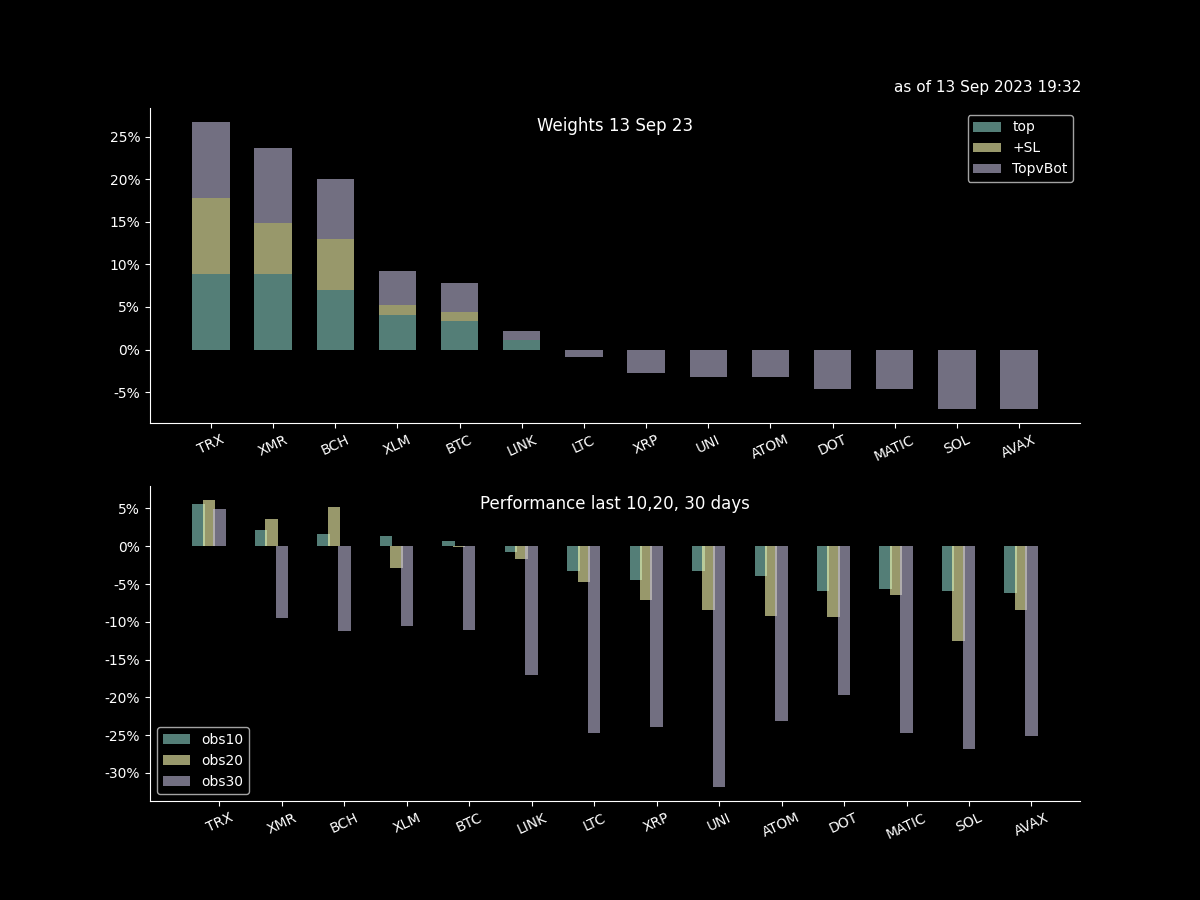 as of 13 Sep 2023 19:32
Weights 13 Sep 23
top
+SL
TopvBot
25%
20%
15%
10%
5%
0%
-5%
TRX XMR BCH XLM BTC LINK LTC XRP UNI ATOM DOT MATIC SOL AVAX
Performance last 10,20, 30 days
5%
0%
-5%
-10%
-15%
-20%
-25%
-30%
obs10
obs20
obs30
TRX XMR BCH XLM BTC LINK LTC XRP UNI ATOM DOT MATIC SOL AVAX